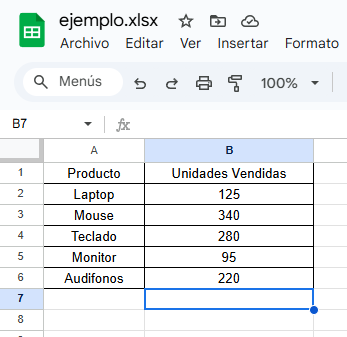 ejemplo.xlsx
Archivo Editar Ver Insertar Formato
Menús 100%
B7 fx
A B
1 Producto Unidades Vendidas
2 Laptop 125
3 Mouse 340
4 Teclado 280
5 Monitor 95
6 Audifonos 220
7
8